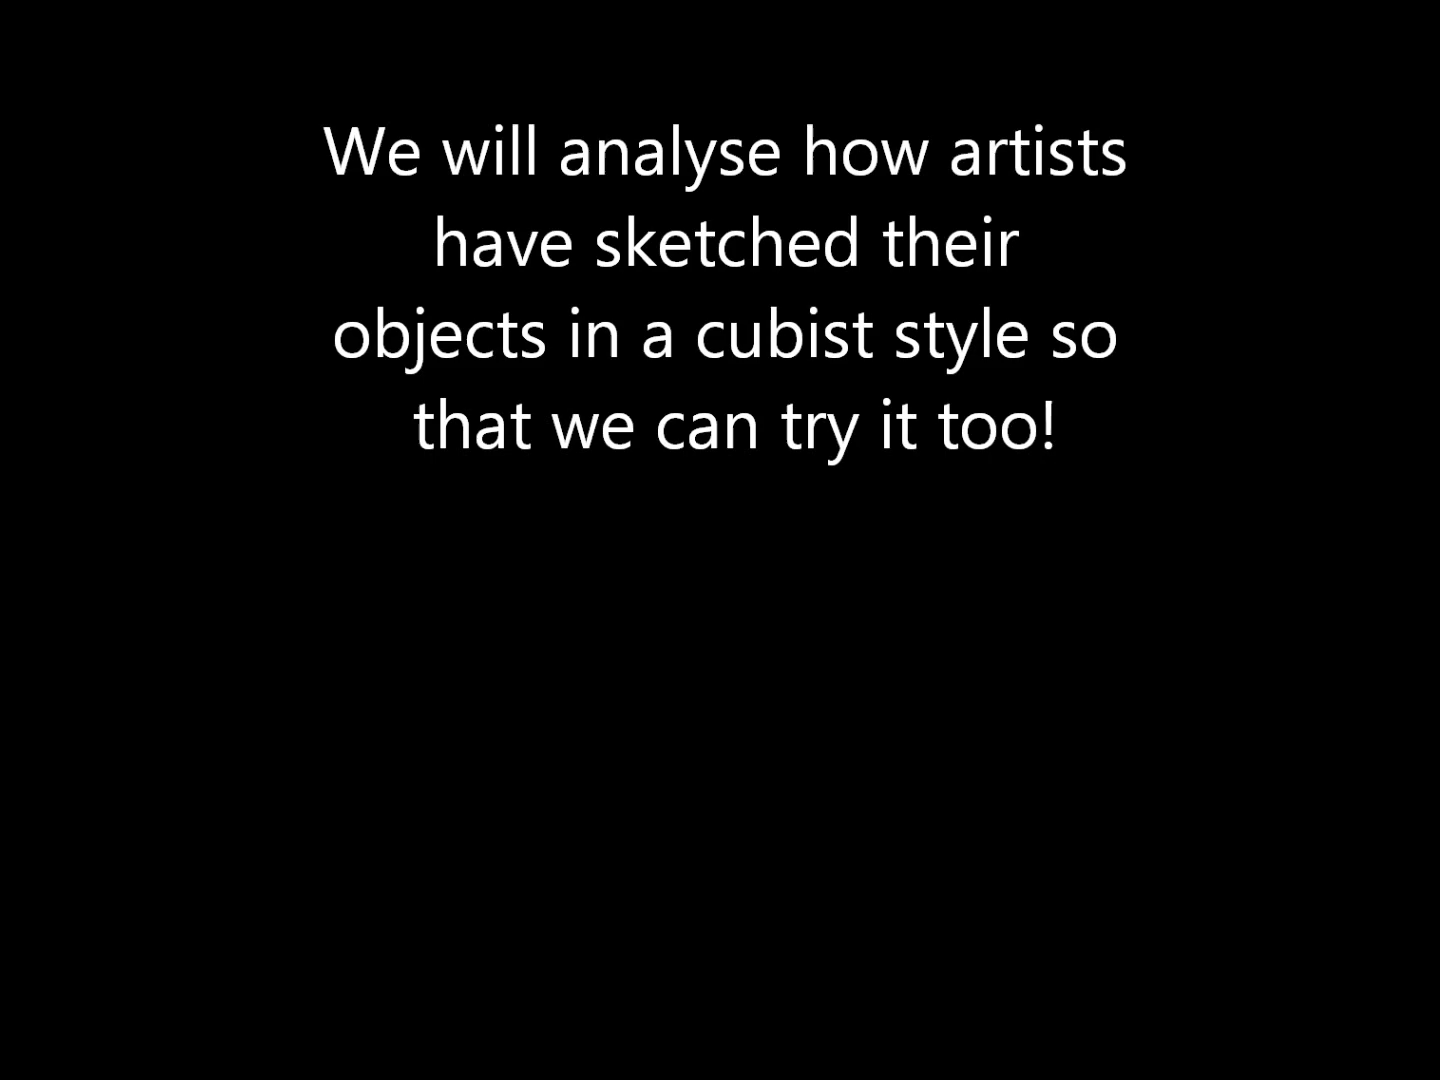 We will analyse how artists
have sketched their
objects in a cubist style so
that we can try it too!